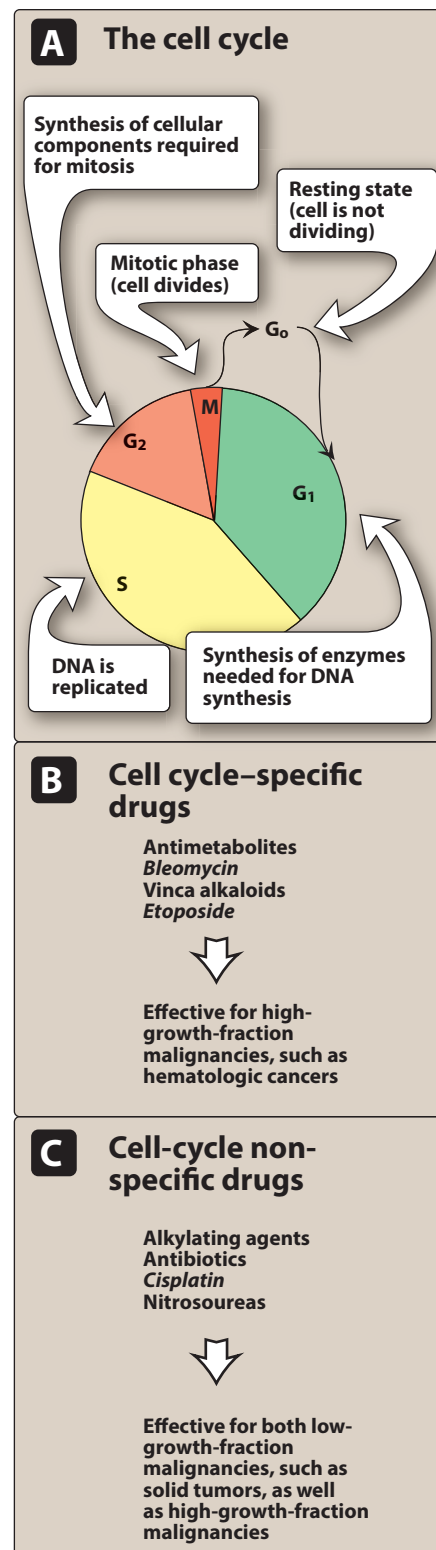 A The cell cycle
Synthesis of cellular
components required
for mitosis
Resting state
(cell is not
dividing)
Mitotic phase
(cell divides)
Go
M
G2
G1
S
DNA is
replicated
Synthesis of enzymes
needed for DNA
synthesis
B Cell cycle–specific
drugs
Antimetabolites
Bleomycin
Vinca alkaloids
Etoposide
Effective for high-
growth-fraction
malignancies, such as
hematologic cancers
C Cell-cycle non-
specific drugs
Alkylating agents
Antibiotics
Cisplatin
Nitrosoureas
Effective for both low-
growth-fraction
malignancies, such as
solid tumors, as well
as high-growth-fraction
malignancies